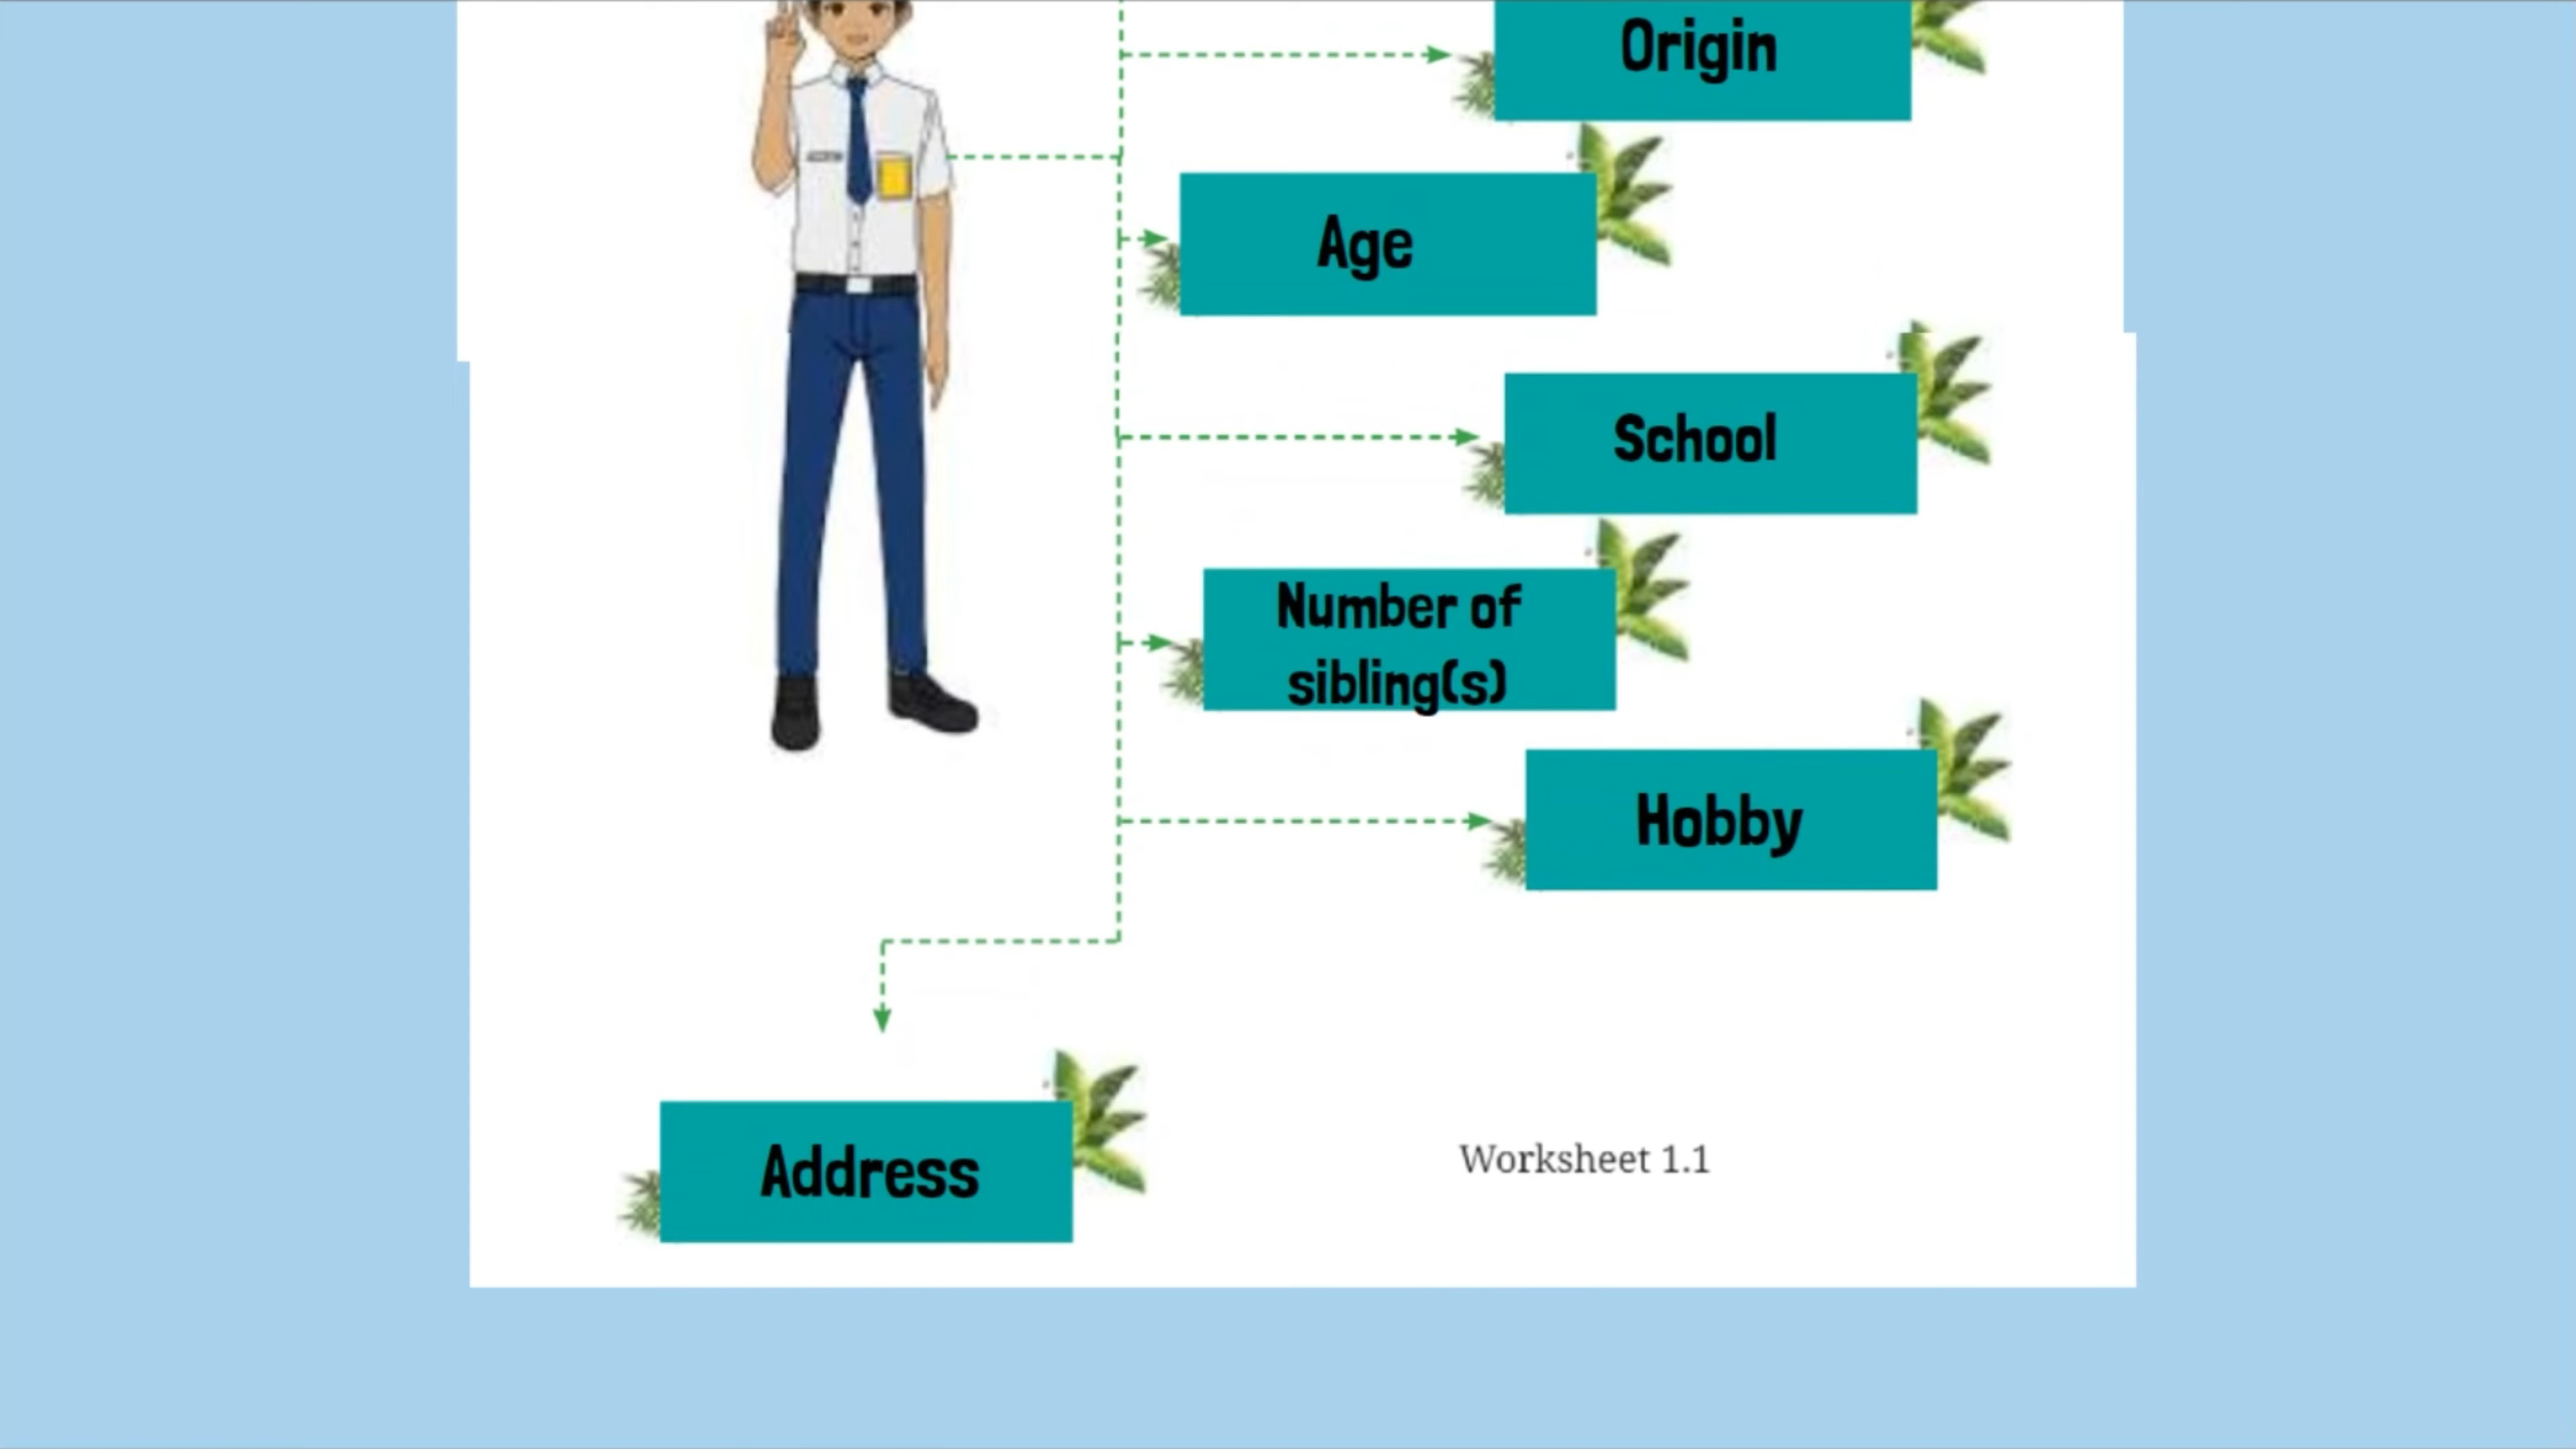 Origin
Age
School
Number of
sibling(s)
Hobby
Address
Worksheet 1.1